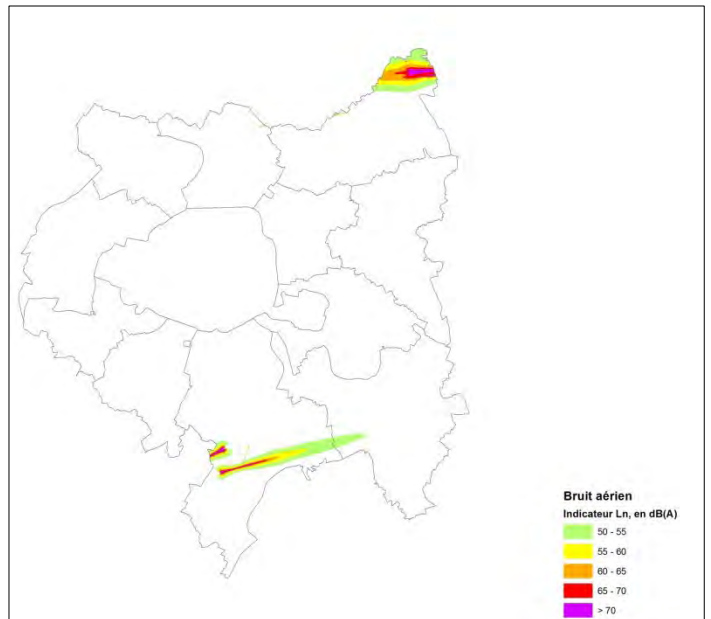 Bruit aérien
Indicateur Ln, en dB(A)
50 - 55
55 - 60
60 - 65
65 - 70
> 70